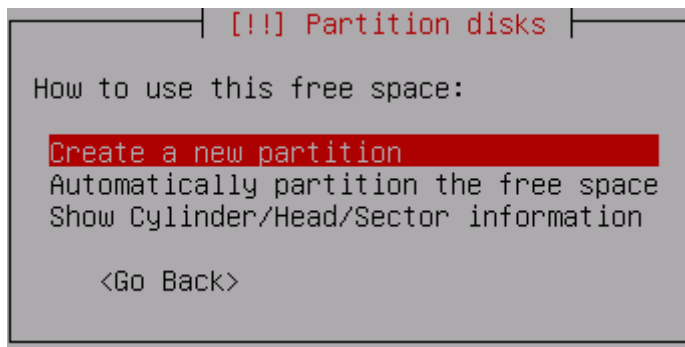 [!!] Partition disks
How to use this free space:
Create a new partition
Automatically partition the free space
Show Cylinder/Head/Sector information
<Go Back>